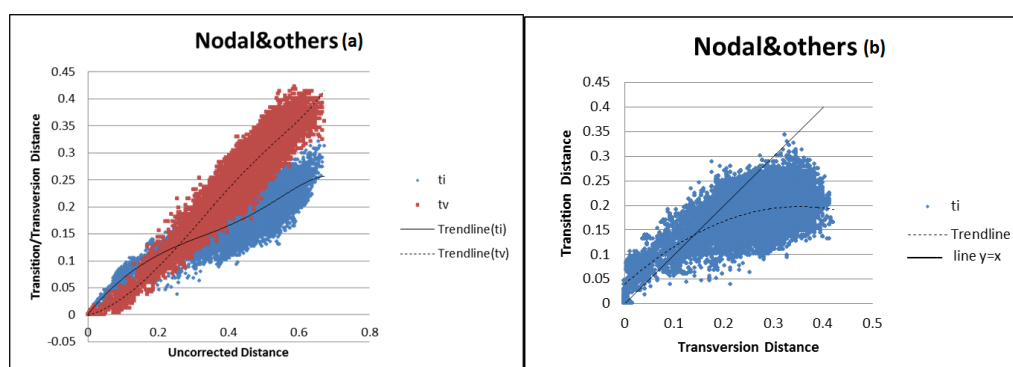 Nodal&others (a)
0.45
0.4
0.35
0.3
0.25
0.2
0.15
0.1
0.05
0
-0.05
Transition/Transversion Distance
0
0.2
0.4
0.6
0.8
Uncorrected Distance
ti
tv
Trendline(ti)
Trendline(tv)
Nodal&others (b)
0.45
0.4
0.35
0.3
0.25
0.2
0.15
0.1
0.05
0
Transition Distance
0
0.1
0.2
0.3
0.4
0.5
Transversion Distance
ti
Trendline
line y=x